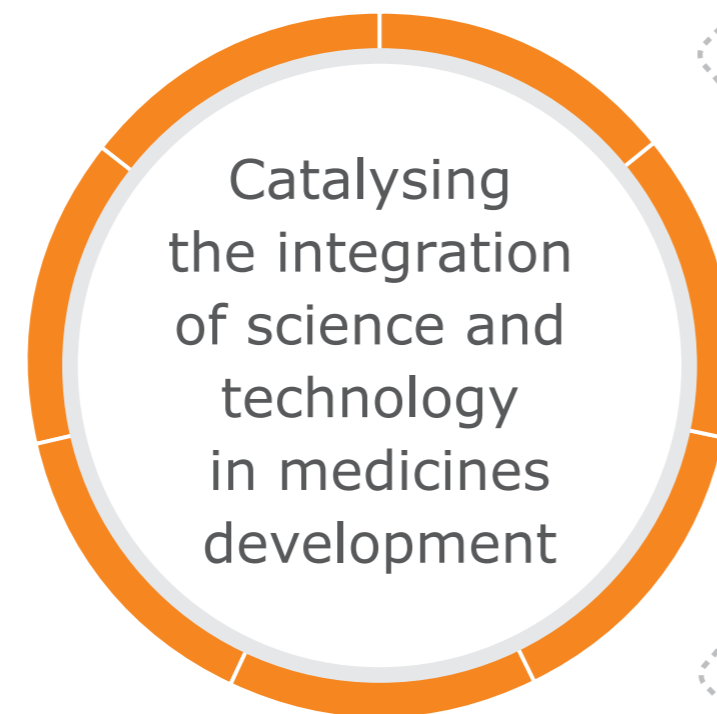 Catalysing
the integration
of science and
technology
in medicines
development